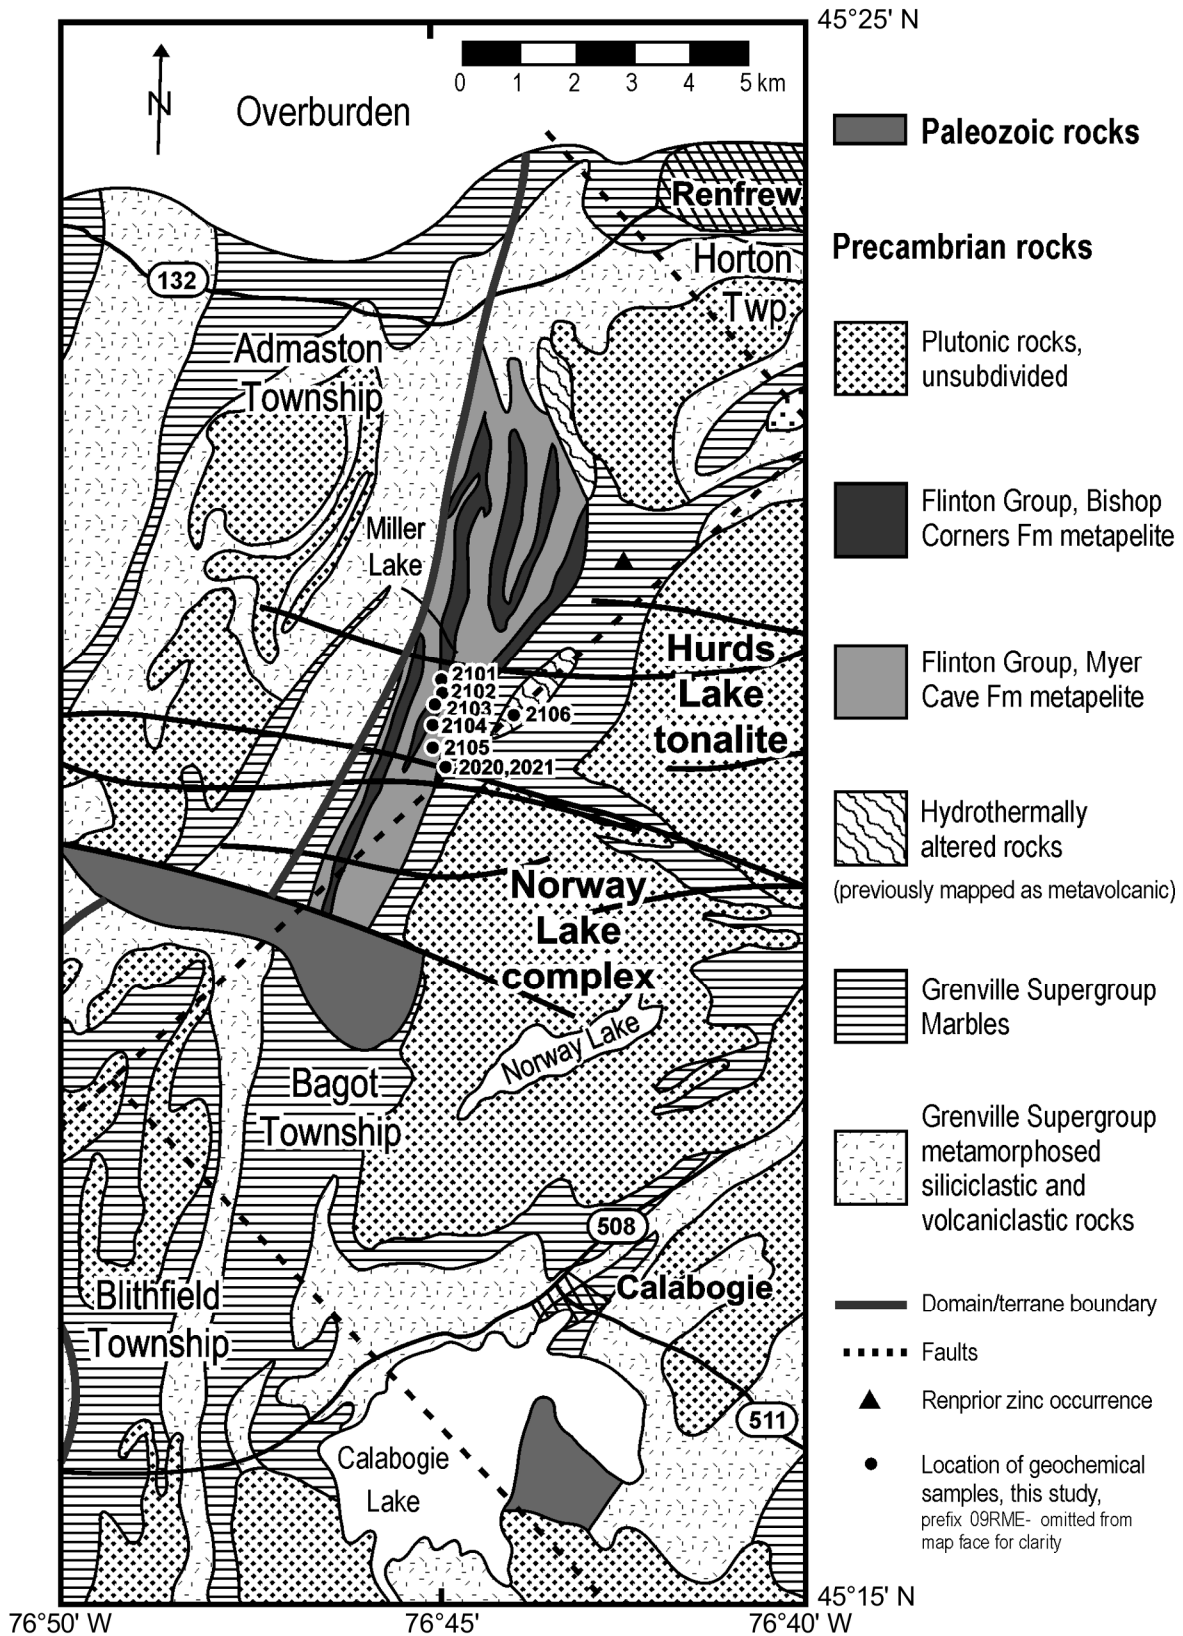 45°25' N
0 1 2 3 4 5 km
N
Overburden
Renfrew
Horton
Twp
132
Admaston
Township
Miller
Lake
Hurds
Lake
tonalite
2101
2102
2103
2104
2106
2105
2020,2021
Norway
Lake
complex
Norway Lake
Bagot
Township
508
Calabogie
Blithfield
Township
511
Calabogie
Lake
45°15' N
76°50' W
76°45'
76°40' W
Paleozoic rocks
Precambrian rocks
Plutonic rocks,
unsubdivided
Flinton Group, Bishop
Corners Fm metapelite
Flinton Group, Myer
Cave Fm metapelite
Hydrothermally
altered rocks
(previously mapped as metavolcanic)
Grenville Supergroup
Marbles
Grenville Supergroup
metamorphosed
siliciclastic and
volcaniclastic rocks
Domain/terrane boundary
Faults
Renprior zinc occurrence
Location of geochemical
samples, this study,
prefix 09RME- omitted from
map face for clarity